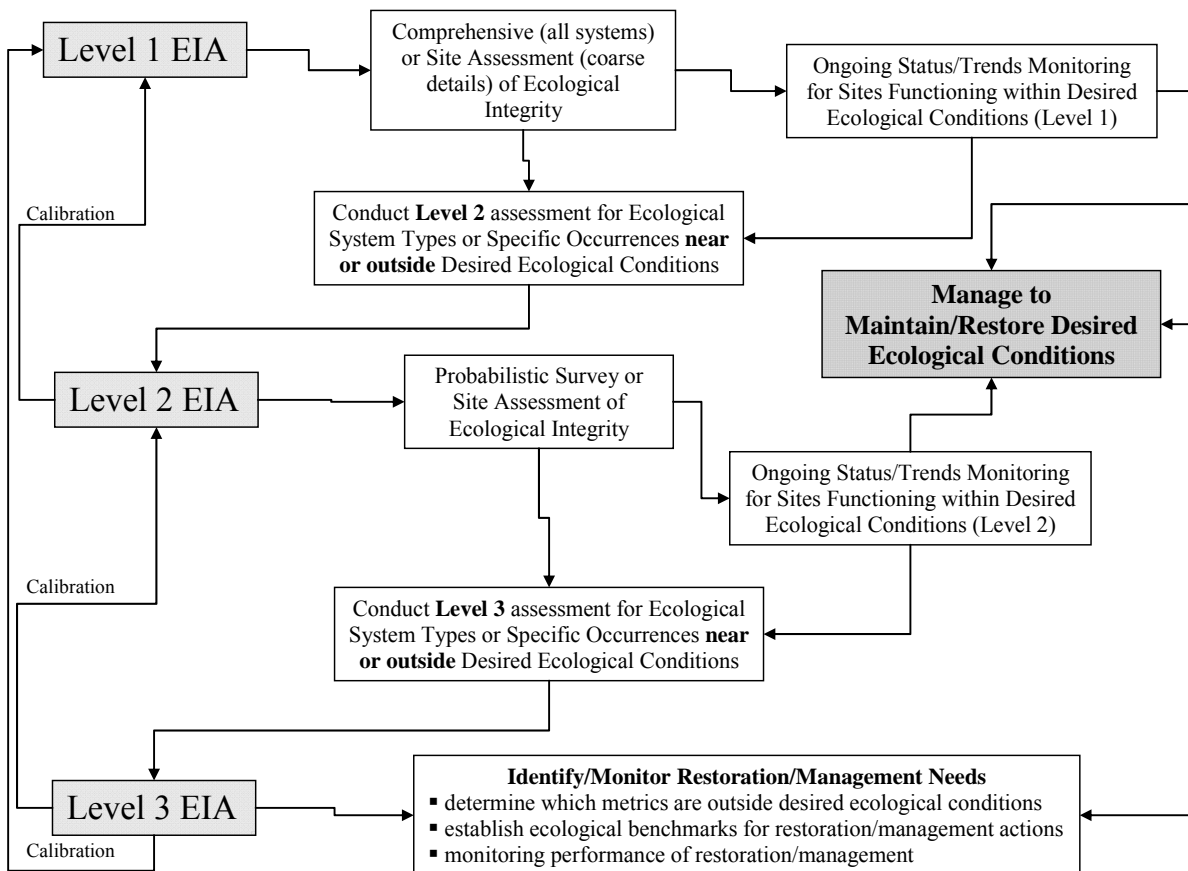 Level 1 EIA
Comprehensive (all systems)
or Site Assessment (coarse
details) of Ecological
Integrity
Ongoing Status/Trends Monitoring
for Sites Functioning within Desired
Ecological Conditions (Level 1)
Calibration
Conduct Level 2 assessment for Ecological
System Types or Specific Occurrences near
or outside Desired Ecological Conditions
Manage to
Maintain/Restore Desired
Ecological Conditions
Level 2 EIA
Probabilistic Survey or
Site Assessment of
Ecological Integrity
Ongoing Status/Trends Monitoring
for Sites Functioning within Desired
Ecological Conditions (Level 2)
Calibration
Conduct Level 3 assessment for Ecological
System Types or Specific Occurrences near
or outside Desired Ecological Conditions
Level 3 EIA
Calibration
Identify/Monitor Restoration/Management Needs
▪ determine which metrics are outside desired ecological conditions
▪ establish ecological benchmarks for restoration/management actions
▪ monitoring performance of restoration/management